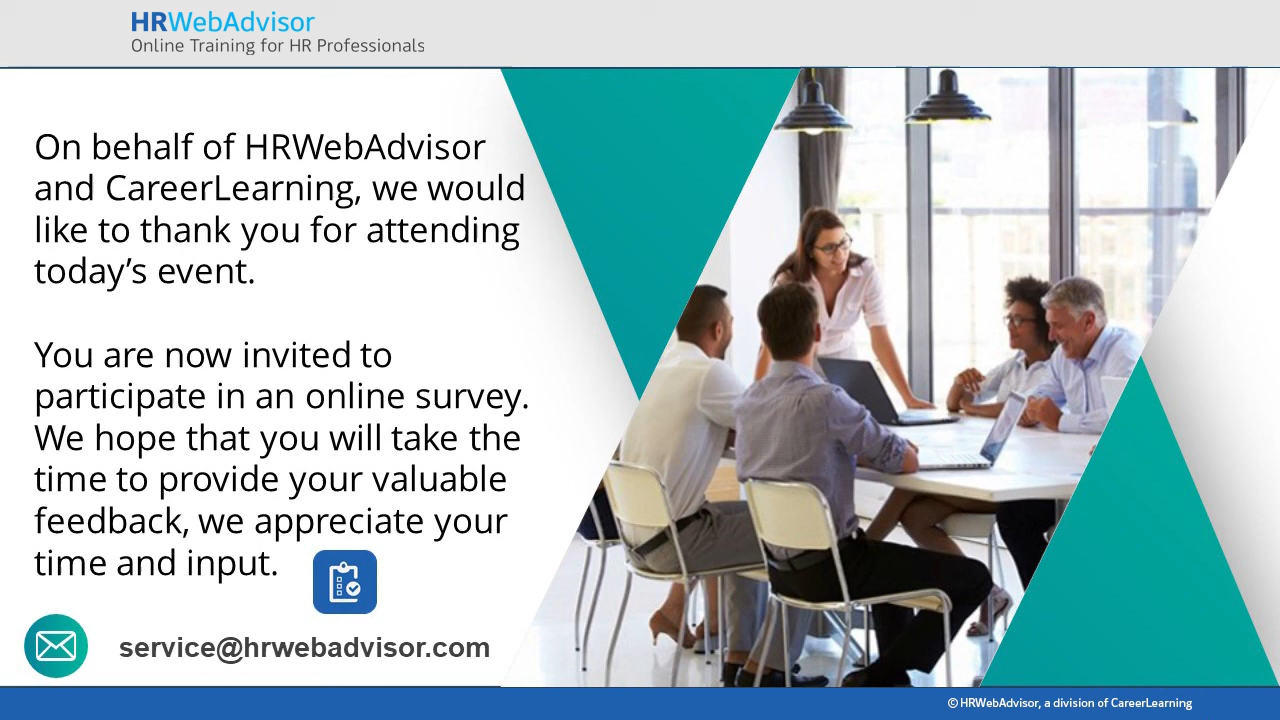 HRWebAdvisor
Online Training for HR Professionals
On behalf of HRWebAdvisor
and CareerLearning, we would
like to thank you for attending
today’s event.
You are now invited to
participate in an online survey.
We hope that you will take the
time to provide your valuable
feedback, we appreciate your
time and input.
service@hrwebadvisor.com
© HRWebAdvisor, a division of CareerLearning